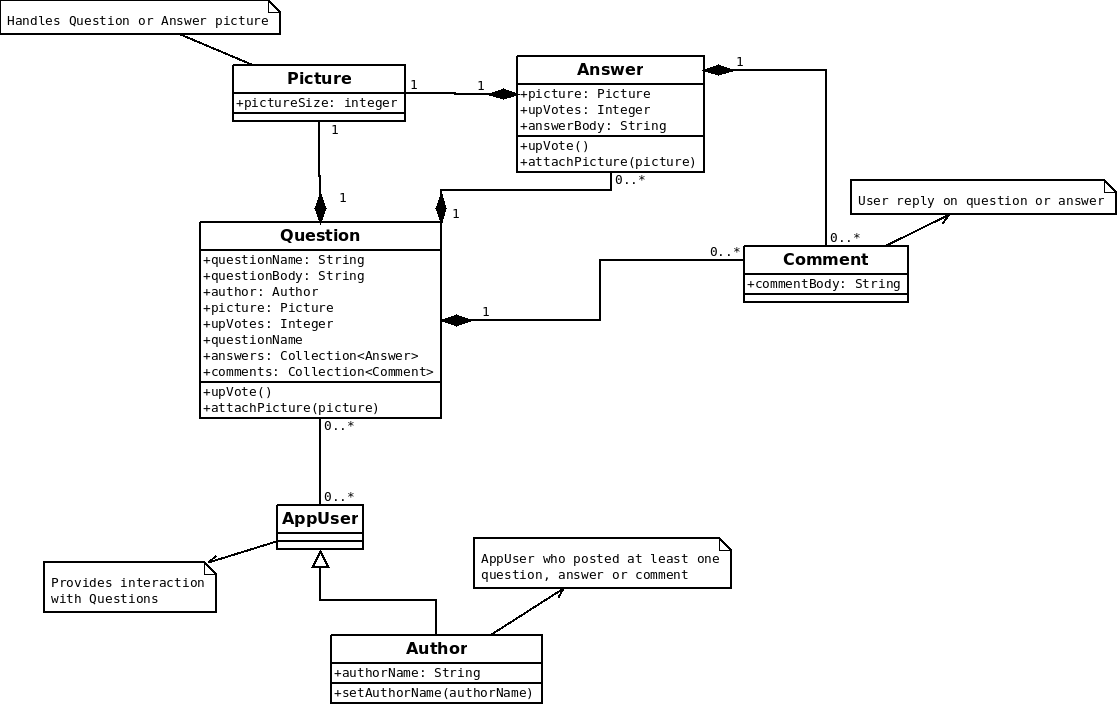 Handles Question or Answer picture
Picture
+pictureSize: integer
1
1
Answer
+picture: Picture
+upVotes: Integer
+answerBody: String
+upVote()
+attachPicture(picture)
1
0..*
1
1
1
Question
+questionName: String
+questionBody: String
+author: Author
+picture: Picture
+upVotes: Integer
+questionName
+answers: Collection<Answer>
+comments: Collection<Comment>
+upVote()
+attachPicture(picture)
User reply on question or answer
0..*
0..*
Comment
+commentBody: String
1
0..*
0..*
AppUser
Provides interaction
with Questions
AppUser who posted at least one
question, answer or comment
Author
+authorName: String
+setAuthorName(authorName)